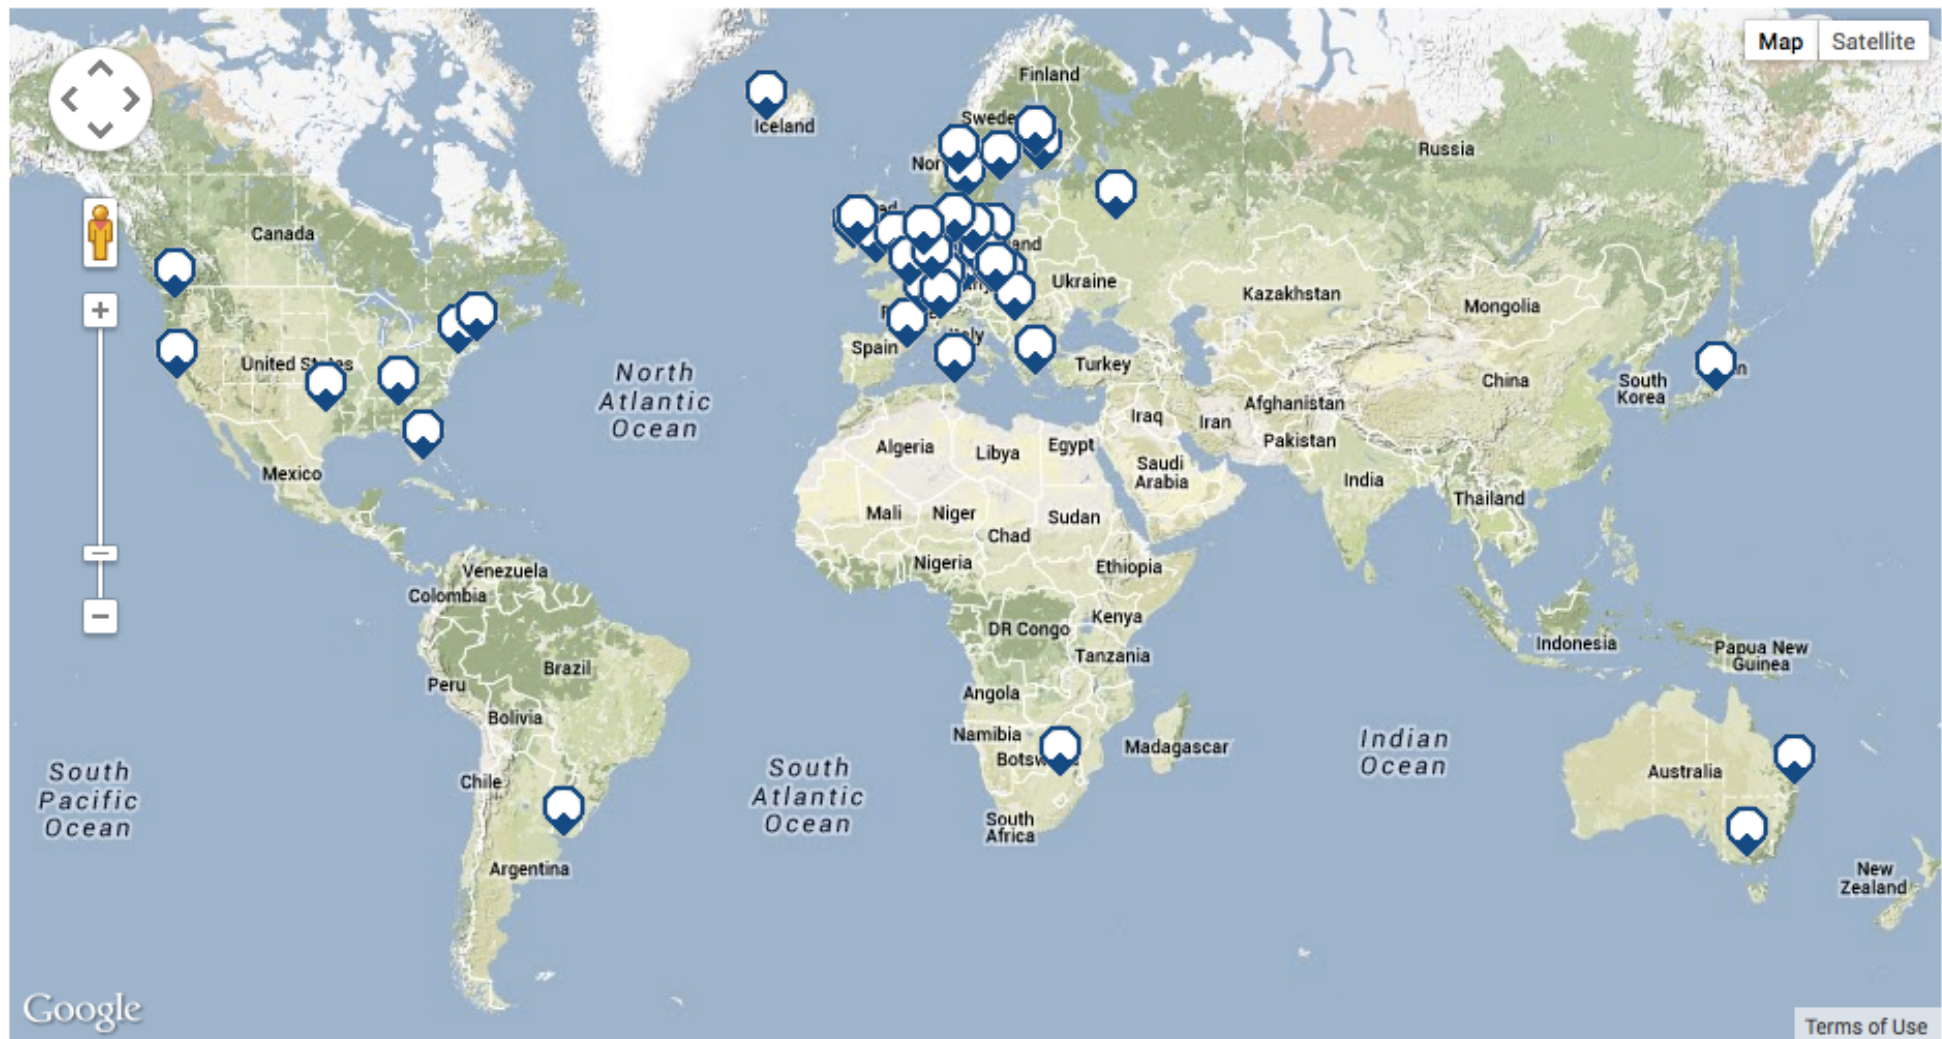 Map
Satellite
Finland
Iceland
Swede
Nor
Russia
Canada
Ukraine
Kazakhstan
Mongolia
United States
Spain
Turkey
China
South
Korea
North
Atlantic
Ocean
Iraq
Iran
Afghanistan
Pakistan
Algeria
Libya
Egypt
Saudi
Arabia
India
Thailand
Mexico
Mali
Niger
Chad
Sudan
Nigeria
Ethiopia
Venezuela
Colombia
Kenya
DR Congo
Tanzania
Indonesia
Papua New
Guinea
Brazil
Peru
Angola
Bolivia
Namibia
Botsw
Madagascar
Indian
Ocean
Australia
South
Pacific
Ocean
Chile
South
Atlantic
Ocean
South
Africa
Argentina
New
Zealand
Google
Terms of Use